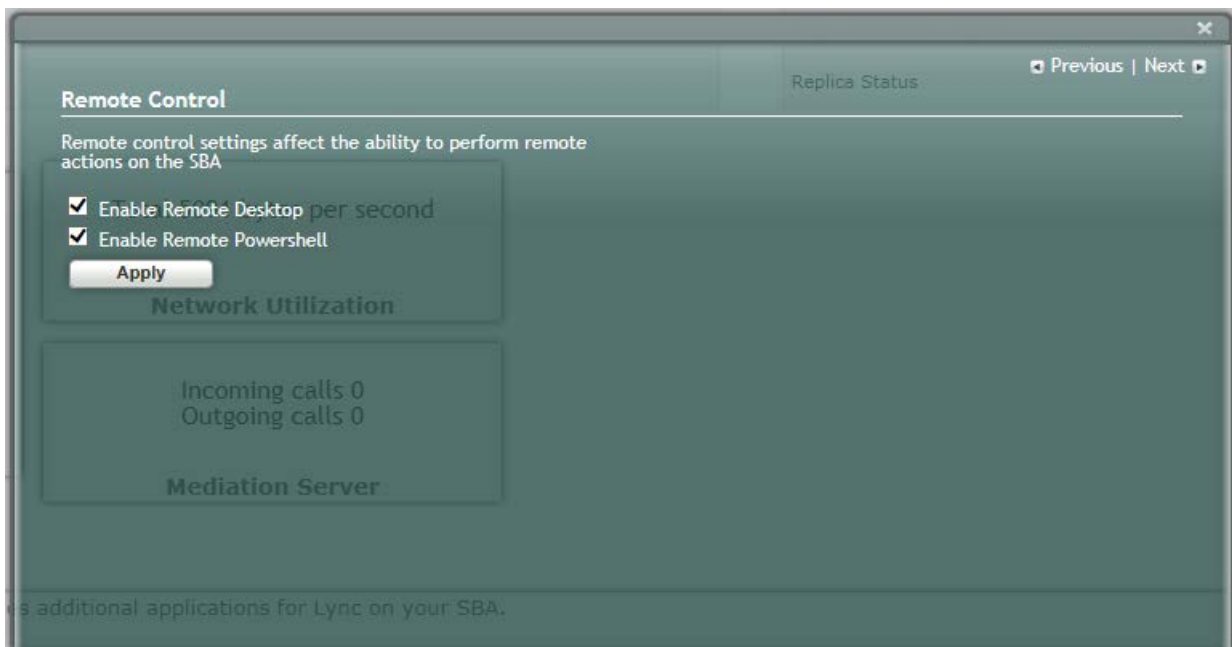 Previous | Next
Replica Status
Remote Control
Remote control settings affect the ability to perform remote
actions on the SBA
per second
Enable Remote Desktop
Enable Remote Powershell
Apply
Network Utilization
Incoming calls 0
Outgoing calls 0
Mediation Server
additional applications for Lync on your SBA.